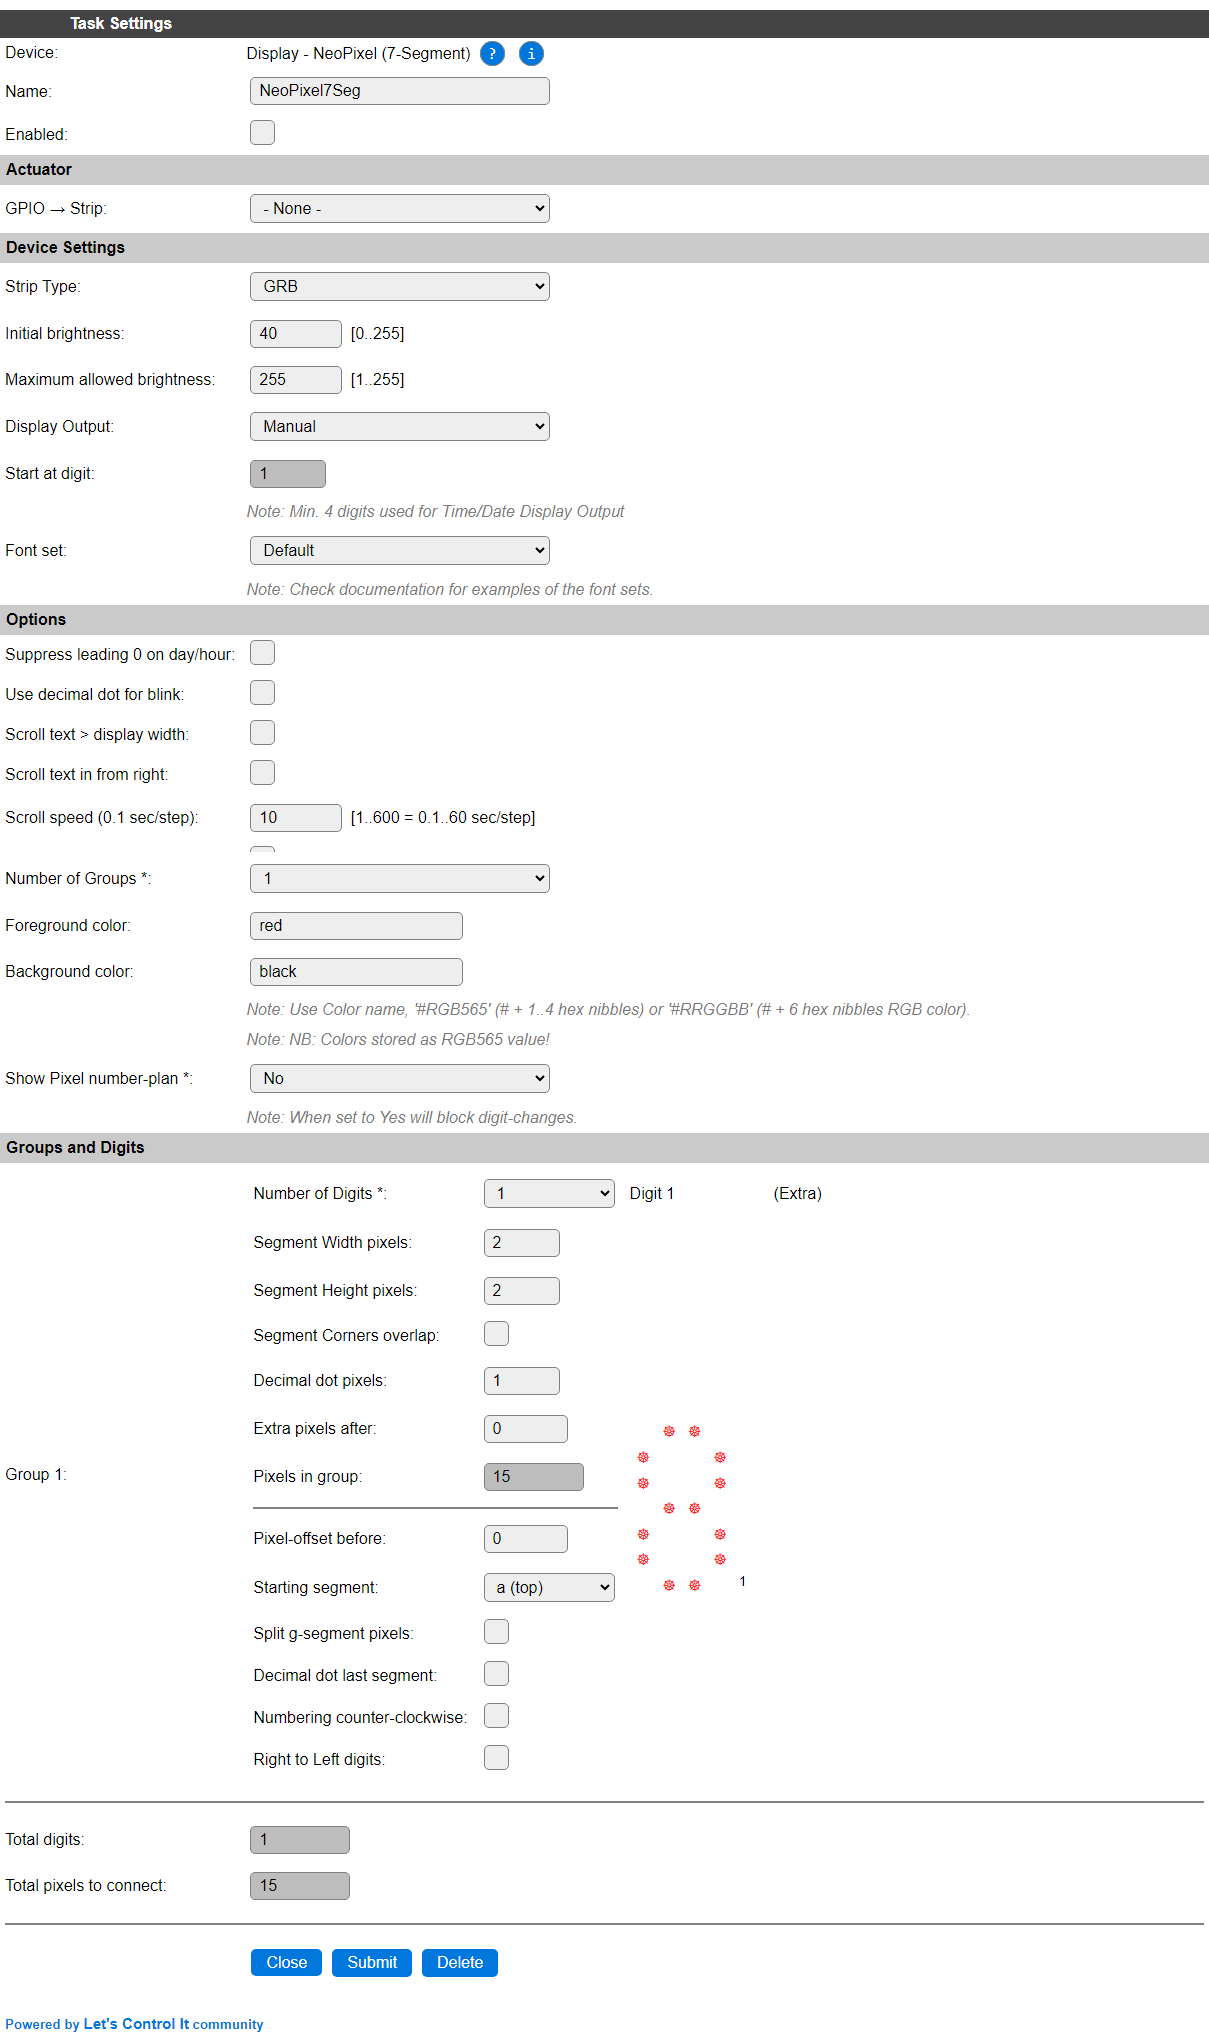 Task Settings
Device: Display - NeoPixel (7-Segment) ? i
Name: NeoPixel7Seg
Enabled:
Actuator
GPIO → Strip: - None -
Device Settings
Strip Type: GRB
Initial brightness: 40 [0..255]
Maximum allowed brightness: 255 [1..255]
Display Output: Manual
Start at digit: 1
Note: Min. 4 digits used for Time/Date Display Output
Font set: Default
Note: Check documentation for examples of the font sets.
Options
Suppress leading 0 on day/hour:
Use decimal dot for blink:
Scroll text > display width:
Scroll text in from right:
Scroll speed (0.1 sec/step): 10 [1..600 = 0.1..60 sec/step]
Number of Groups *: 1
Foreground color: red
Background color: black
Note: Use Color name, '#RGB565' (# + 1..4 hex nibbles) or '#RRGGBB' (# + 6 hex nibbles RGB color).
Note: NB: Colors stored as RGB565 value!
Show Pixel number-plan *: No
Note: When set to Yes will block digit-changes.
Groups and Digits
Number of Digits *: 1 Digit 1 (Extra)
Segment Width pixels: 2
Segment Height pixels: 2
Segment Corners overlap:
Decimal dot pixels: 1
Extra pixels after: 0
Group 1:
Pixels in group: 15
Pixel-offset before: 0
Starting segment: a (top) 1
Split g-segment pixels:
Decimal dot last segment:
Numbering counter-clockwise:
Right to Left digits:
Total digits: 1
Total pixels to connect: 15
Close Submit Delete
Powered by Let's Control It community